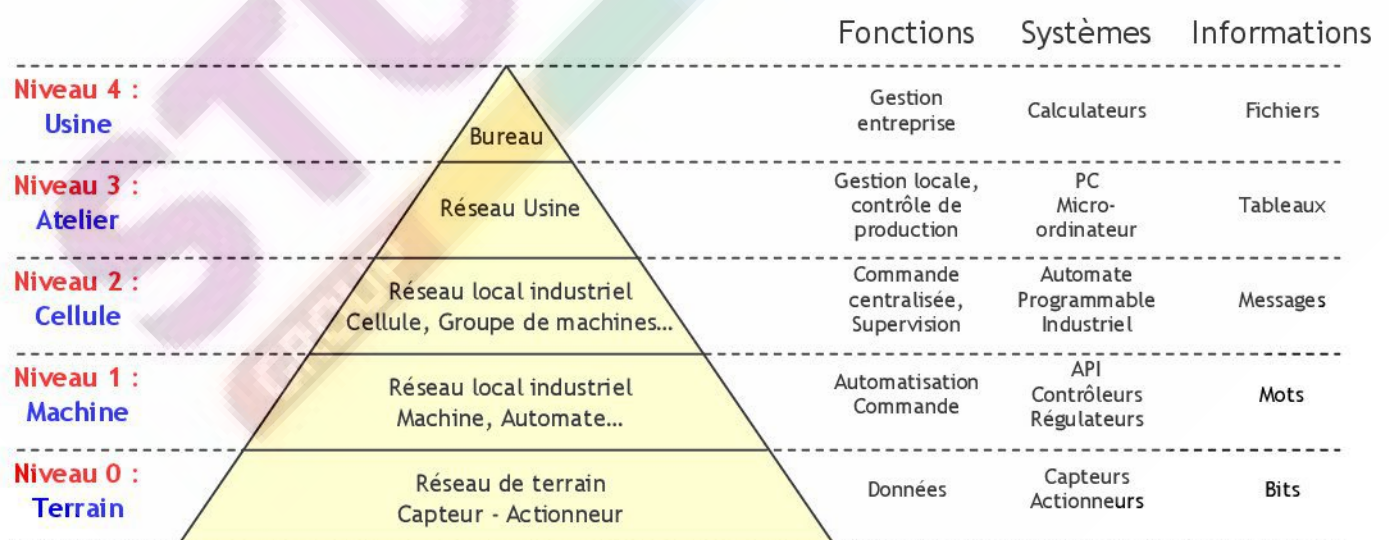 Fonctions Systèmes Informations
Niveau 4 :
Usine
Bureau
Gestion
entreprise
Calculateurs
Fichiers
Niveau 3 :
Atelier
Réseau Usine
Gestion locale,
contrôle de
production
PC
Micro-
ordinateur
Tableaux
Niveau 2 :
Cellule
Réseau local industriel
Cellule, Groupe de machines...
Commande
centralisée,
Supervision
Automate
Programmable
Industriel
Messages
Niveau 1 :
Machine
Réseau local industriel
Machine, Automate...
Automatisation
Commande
API
Contrôleurs
Régulateurs
Mots
Niveau 0 :
Terrain
Réseau de terrain
Capteur - Actionneur
Données
Capteurs
Actionneurs
Bits